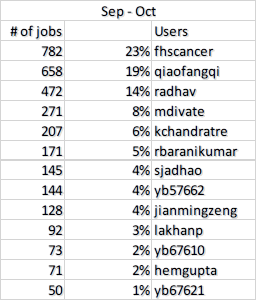 Sep - Oct
# of jobs Users
782 23% fhscancer
658 19% qiaofangqi
472 14% radhav
271 8% mdivate
207 6% kchandratre
171 5% rbaranikumar
145 4% sjadhao
144 4% yb57662
128 4% jianmingzeng
92 3% lakhanp
73 2% yb67610
71 2% hemgupta
50 1% yb67621